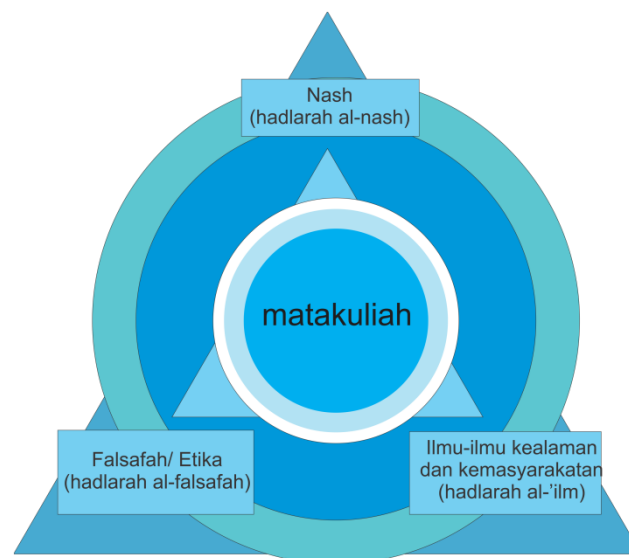 Nash
(hadlarah al-nash)
matakuliah
Falsafah/ Etika
(hadlarah al-falsafah)
Ilmu-ilmu kealaman
dan kemasyarakatan
(hadlarah al-'ilm)